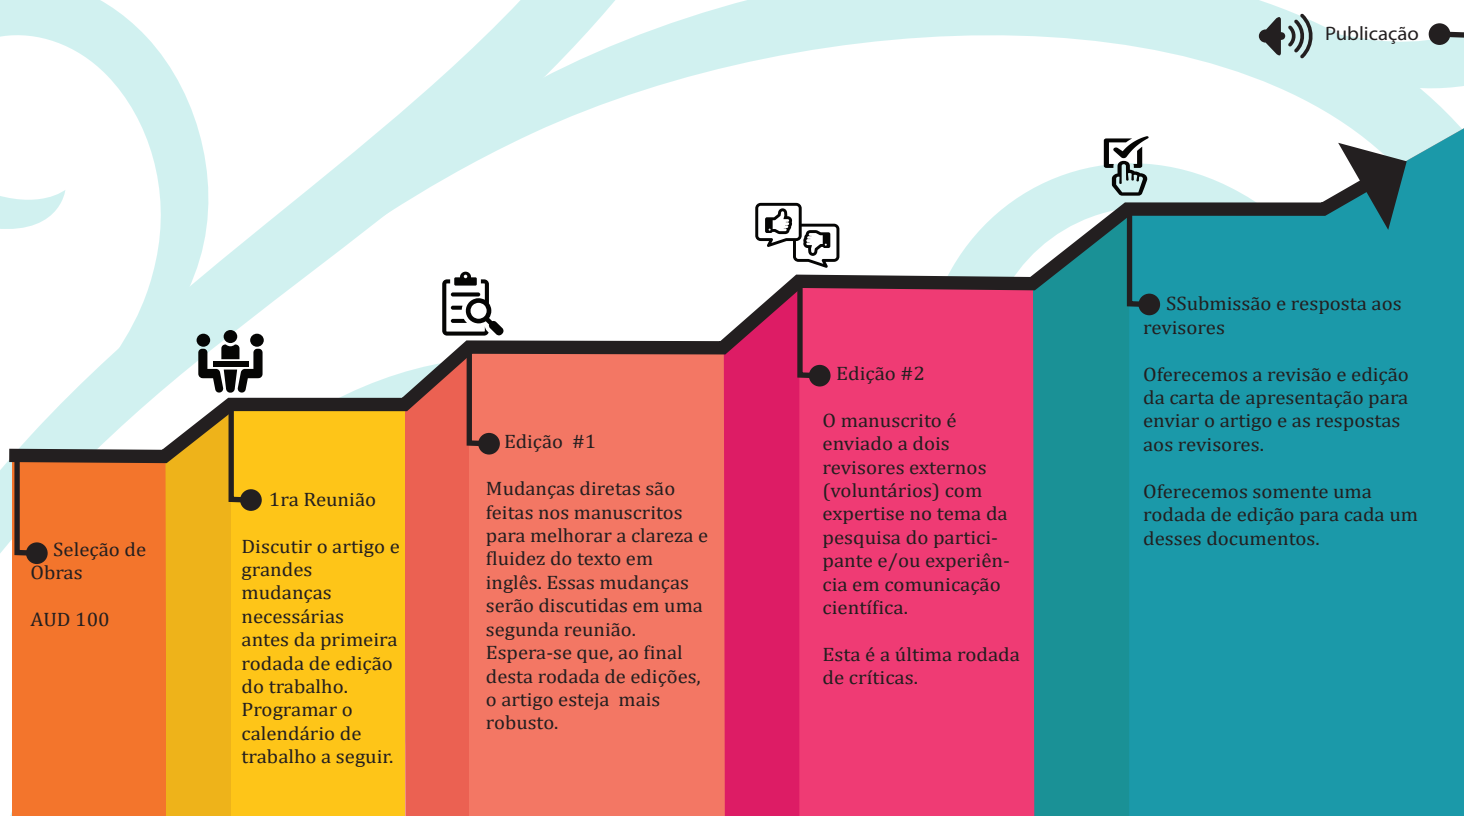 Publicação
Seleção de
Obras
AUD 100
1ra Reunião
Discutir o artigo e
grandes
mudanças
necessárias
antes da primeira
rodada de edição
do trabalho.
Programar o
calendário de
trabalho a seguir.
Edição  #1
Mudanças diretas são
feitas nos manuscritos
para melhorar a clareza e
fluidez do texto em
inglês. Essas mudanças
serão discutidas em uma
segunda reunião.
Espera-se que, ao final
desta rodada de edições,
o artigo esteja  mais
robusto.
Edição #2
O manuscrito é
enviado a dois
revisores externos
(voluntários) com
expertise no tema da
pesquisa do partici-
pante e/ou experiên-
cia em comunicação
científica.
Esta é a última rodada
de críticas.
SSubmissão e resposta aos
revisores
Oferecemos a revisão e edição
da carta de apresentação para
enviar o artigo e as respostas
aos revisores.
Oferecemos somente uma
rodada de edição para cada um
desses documentos.